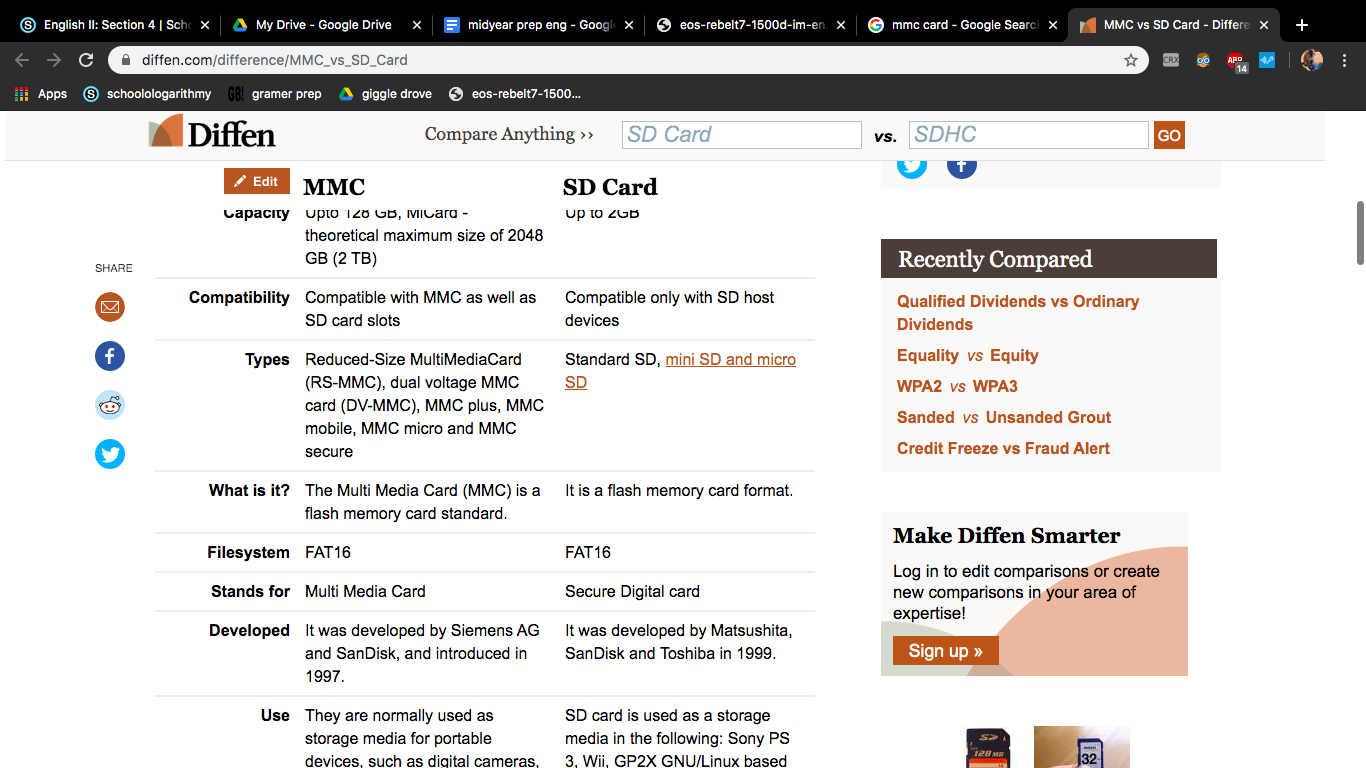 English II: Section 4 | Scho
My Drive - Google Drive
midyear prep eng - Google
eos-rebelt7-1500d-im-en.
mmc card - Google Search
MMC vs SD Card - Differe
diffen.com/difference/MMC_vs_SD_Card
CRX
ABP
14
Apps
schoolologarithmy
GB!
gramer prep
giggle drove
eos-rebelt7-1500...
Diffen
Compare Anything ››
SD Card
vs.
SDHC
GO
Edit
MMC
SD Card
Capacity
Upto 128 GB, MiCard -
theoretical maximum size of 2048
GB (2 TB)
Up to 2GB
SHARE
Compatibility
Compatible with MMC as well as
SD card slots
Compatible only with SD host
devices
Types
Reduced-Size MultiMediaCard
(RS-MMC), dual voltage MMC
card (DV-MMC), MMC plus, MMC
mobile, MMC micro and MMC
secure
Standard SD, mini SD and micro
SD
What is it?
The Multi Media Card (MMC) is a
flash memory card standard.
It is a flash memory card format.
Filesystem
FAT16
FAT16
Stands for
Multi Media Card
Secure Digital card
Developed
It was developed by Siemens AG
and SanDisk, and introduced in
1997.
It was developed by Matsushita,
SanDisk and Toshiba in 1999.
Use
They are normally used as
storage media for portable
devices, such as digital cameras,
SD card is used as a storage
media in the following: Sony PS
3, Wii, GP2X GNU/Linux based
Recently Compared
Qualified Dividends vs Ordinary
Dividends
Equality vs Equity
WPA2 vs WPA3
Sanded vs Unsanded Grout
Credit Freeze vs Fraud Alert
Make Diffen Smarter
Log in to edit comparisons or create
new comparisons in your area of
expertise!
Sign up »
SD
128 MB
32